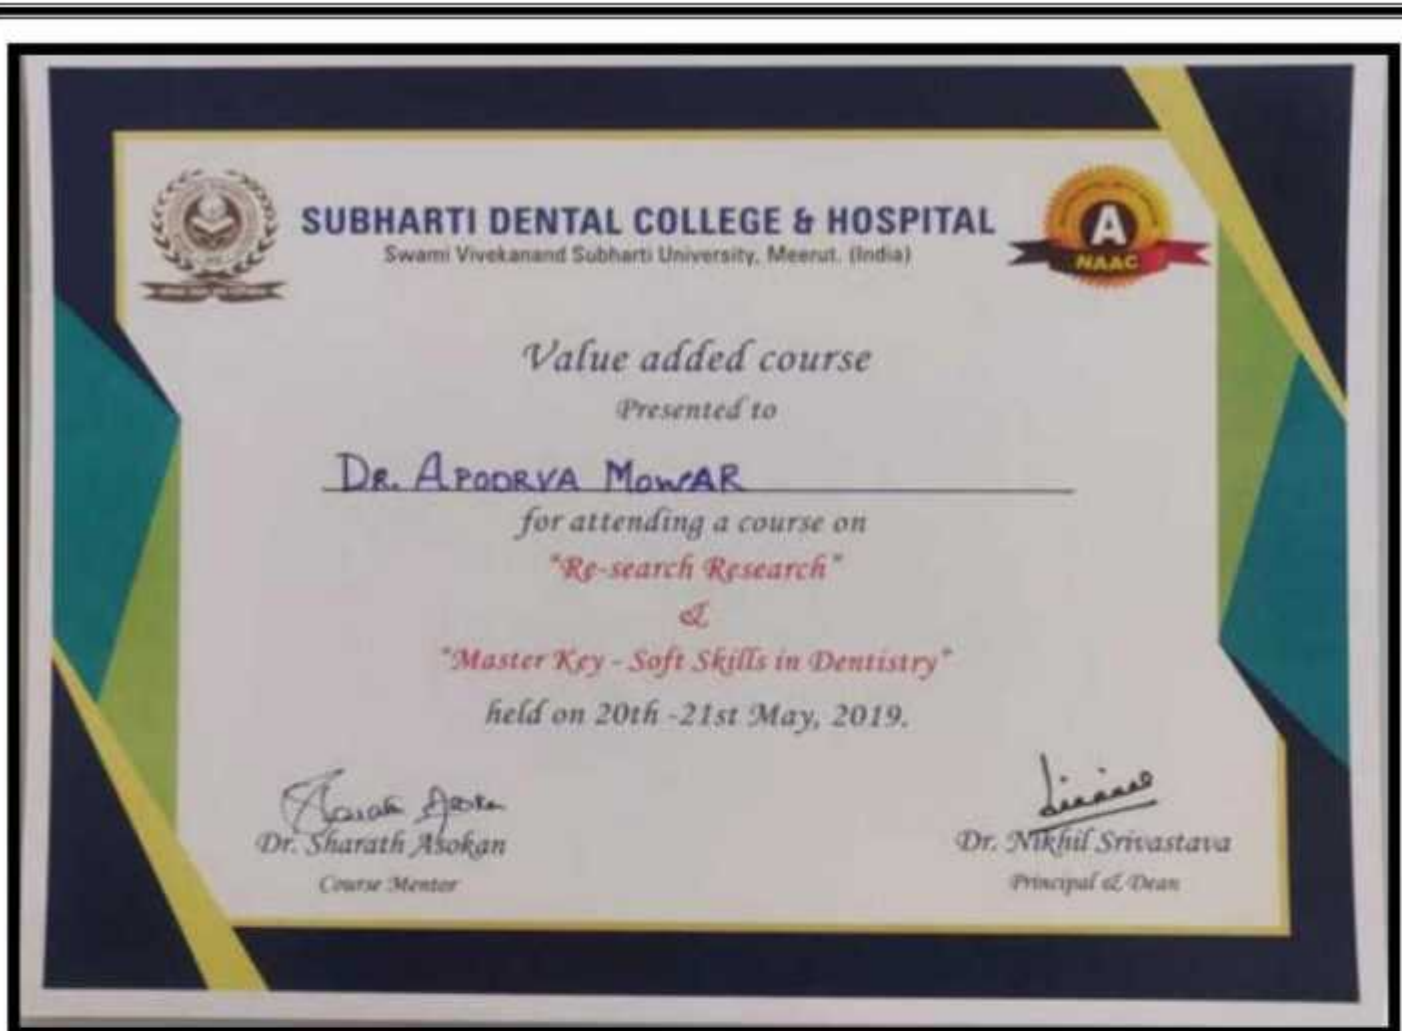 SUBHARTI DENTAL COLLEGE & HOSPITAL
Swami Vivekanand Subharti University, Meerut. (India)
A
NAAC
Value added course
Presented to
DR. APOORVA MOWAR
for attending a course on
"Re-search Research"
&
"Master Key - Soft Skills in Dentistry"
held on 20th -21st May, 2019.
Sharath Asokan
Dr. Sharath Asokan
Course Mentor
Dr. Nikhil Srivastava
Principal & Dean